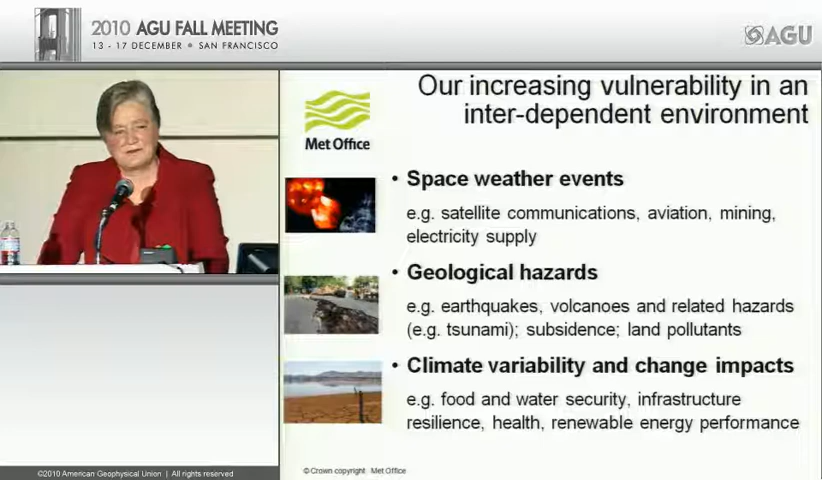 2010 AGU FALL MEETING
13 - 17 DECEMBER • SAN FRANCISCO
AGU
Our increasing vulnerability in an
inter-dependent environment
Met Office
• Space weather events
e.g. satellite communications, aviation, mining,
electricity supply
• Geological hazards
e.g. earthquakes, volcanoes and related hazards
(e.g. tsunami); subsidence; land pollutants
• Climate variability and change impacts
e.g. food and water security, infrastructure
resilience, health, renewable energy performance
©2010 American Geophysical Union | All rights reserved
© Crown copyright Met Office